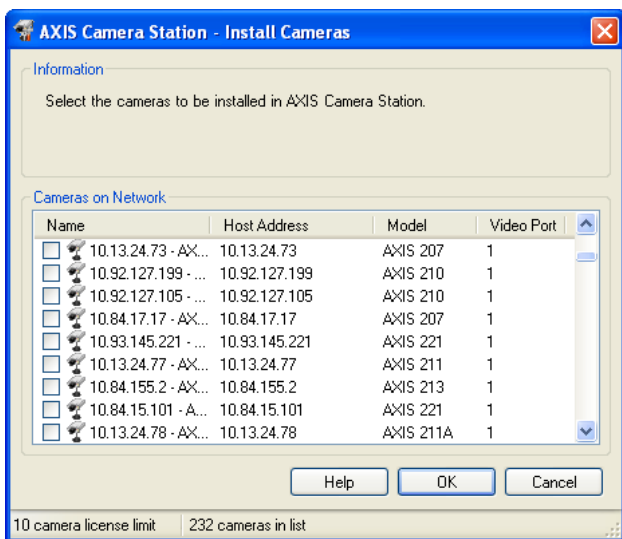 AXIS Camera Station - Install Cameras
Information
Select the cameras to be installed in AXIS Camera Station.
Cameras on Network
Name Host Address Model Video Port
10.13.24.73 - AX... 10.13.24.73 AXIS 207 1
10.92.127.199 - ... 10.92.127.199 AXIS 210 1
10.92.127.105 - ... 10.92.127.105 AXIS 210 1
10.84.17.17 - AX... 10.84.17.17 AXIS 207 1
10.93.145.221 - ... 10.93.145.221 AXIS 221 1
10.13.24.77 - AX... 10.13.24.77 AXIS 211 1
10.84.155.2 - AX... 10.84.155.2 AXIS 213 1
10.84.15.101 - A... 10.84.15.101 AXIS 221 1
10.13.24.78 - AX... 10.13.24.78 AXIS 211A 1
Help OK Cancel
10 camera license limit 232 cameras in list